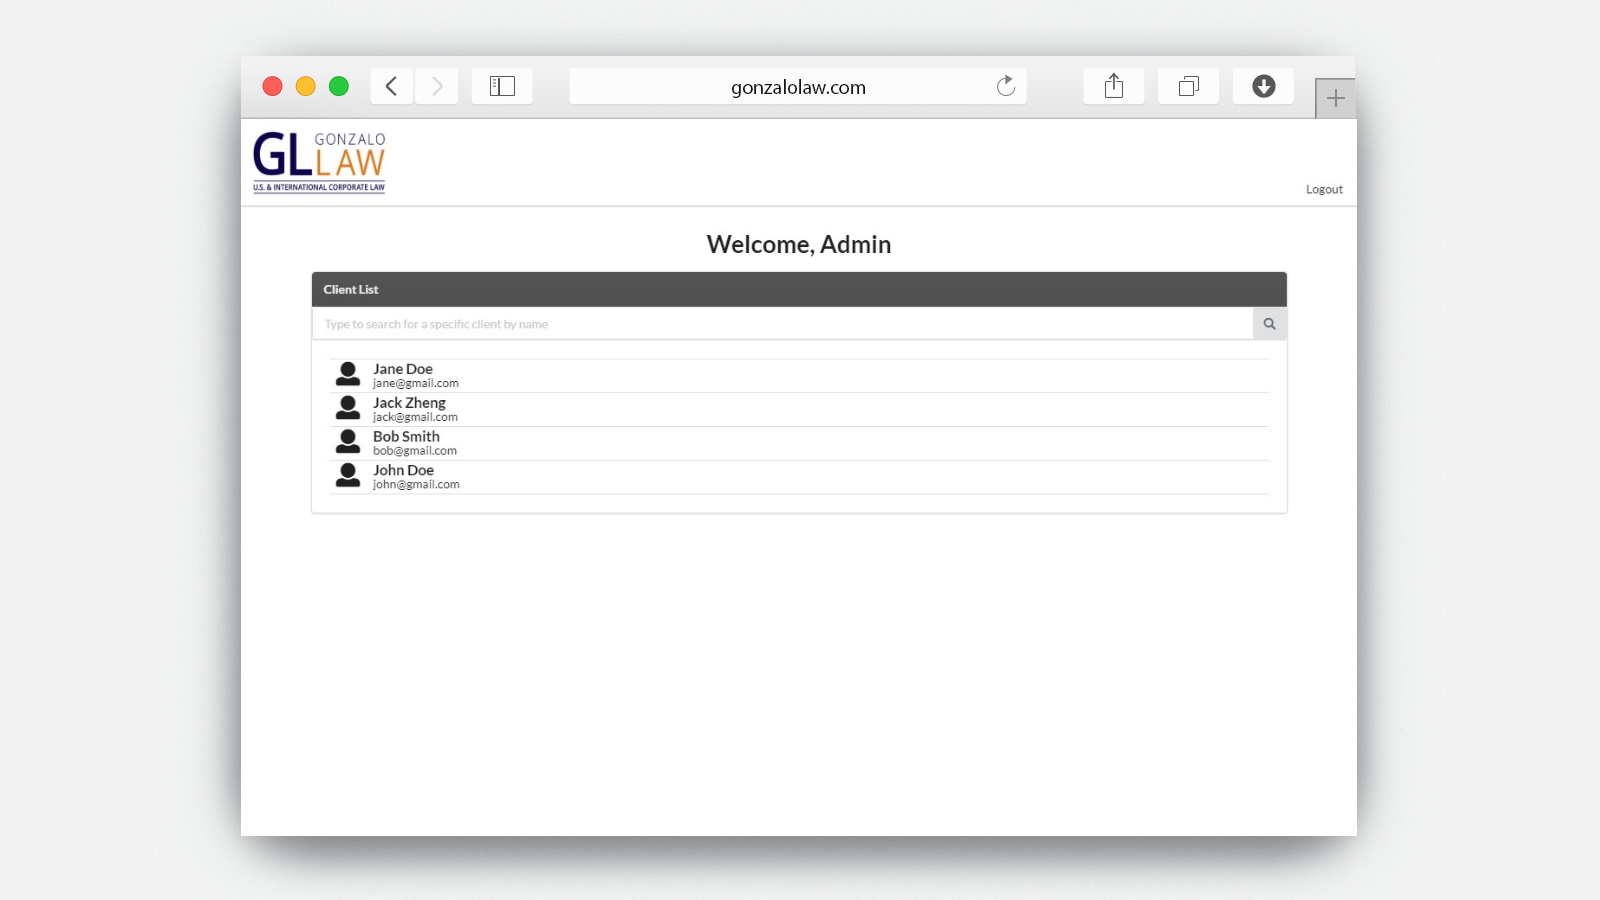 gonzalolaw.com
GL GONZALO
LAW
U.S. & INTERNATIONAL CORPORATE LAW
Logout
Welcome, Admin
Client List
Type to search for a specific client by name
Jane Doe
jane@gmail.com
Jack Zheng
jack@gmail.com
Bob Smith
bob@gmail.com
John Doe
john@gmail.com